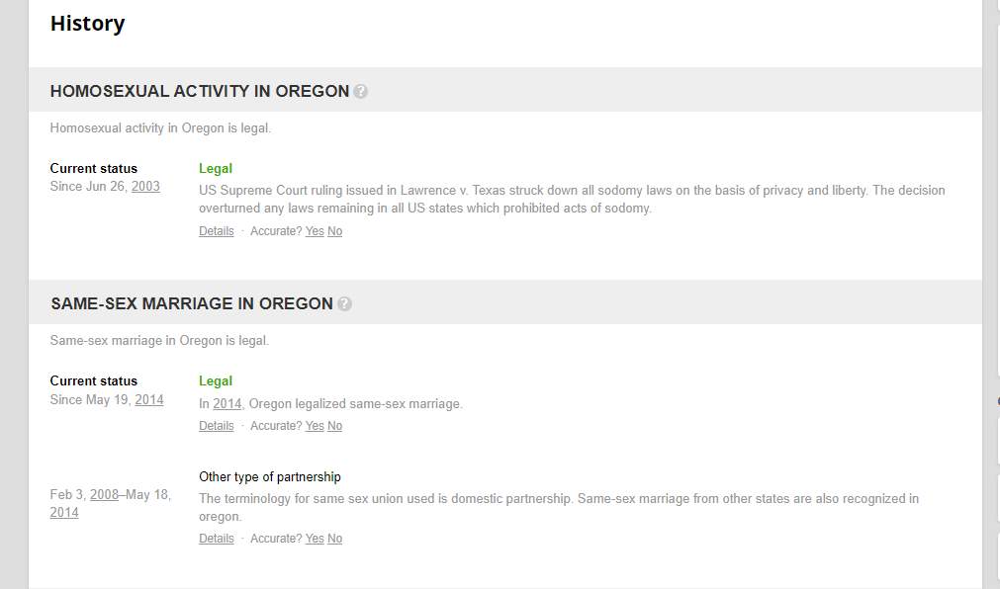 History
HOMOSEXUAL ACTIVITY IN OREGON ?
Homosexual activity in Oregon is legal.
Current status
Since Jun 26, 2003
Legal
US Supreme Court ruling issued in Lawrence v. Texas struck down all sodomy laws on the basis of privacy and liberty. The decision
overturned any laws remaining in all US states which prohibited acts of sodomy.
Details · Accurate? Yes No
SAME-SEX MARRIAGE IN OREGON ?
Same-sex marriage in Oregon is legal.
Current status
Since May 19, 2014
Legal
In 2014, Oregon legalized same-sex marriage.
Details · Accurate? Yes No
Feb 3, 2008–May 18,
2014
Other type of partnership
The terminology for same sex union used is domestic partnership. Same-sex marriage from other states are also recognized in
oregon.
Details · Accurate? Yes No